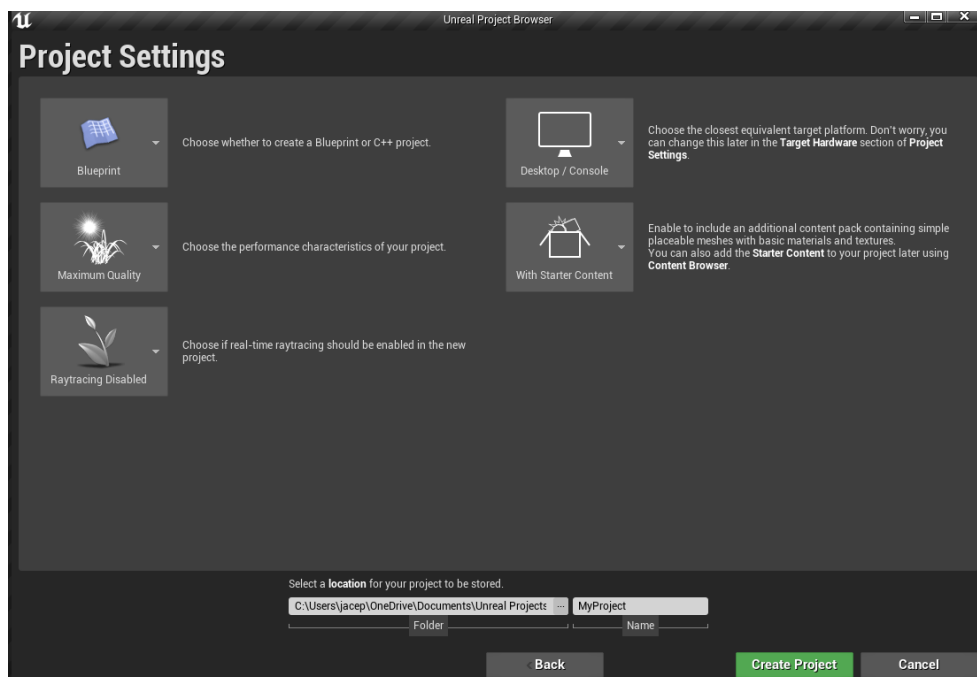 Unreal Project Browser
Project Settings
Blueprint
Choose whether to create a Blueprint or C++ project.
Desktop / Console
Choose the closest equivalent target platform. Don't worry, you
can change this later in the Target Hardware section of Project
Settings.
Maximum Quality
Choose the performance characteristics of your project.
With Starter Content
Enable to include an additional content pack containing simple
placeable meshes with basic materials and textures.
You can also add the Starter Content to your project later using
Content Browser.
Raytracing Disabled
Choose if real-time raytracing should be enabled in the new
project.
Select a location for your project to be stored.
C:\Users\jacep\OneDrive\Documents\Unreal Projects ...
MyProject
Folder
Name
Back
Create Project
Cancel